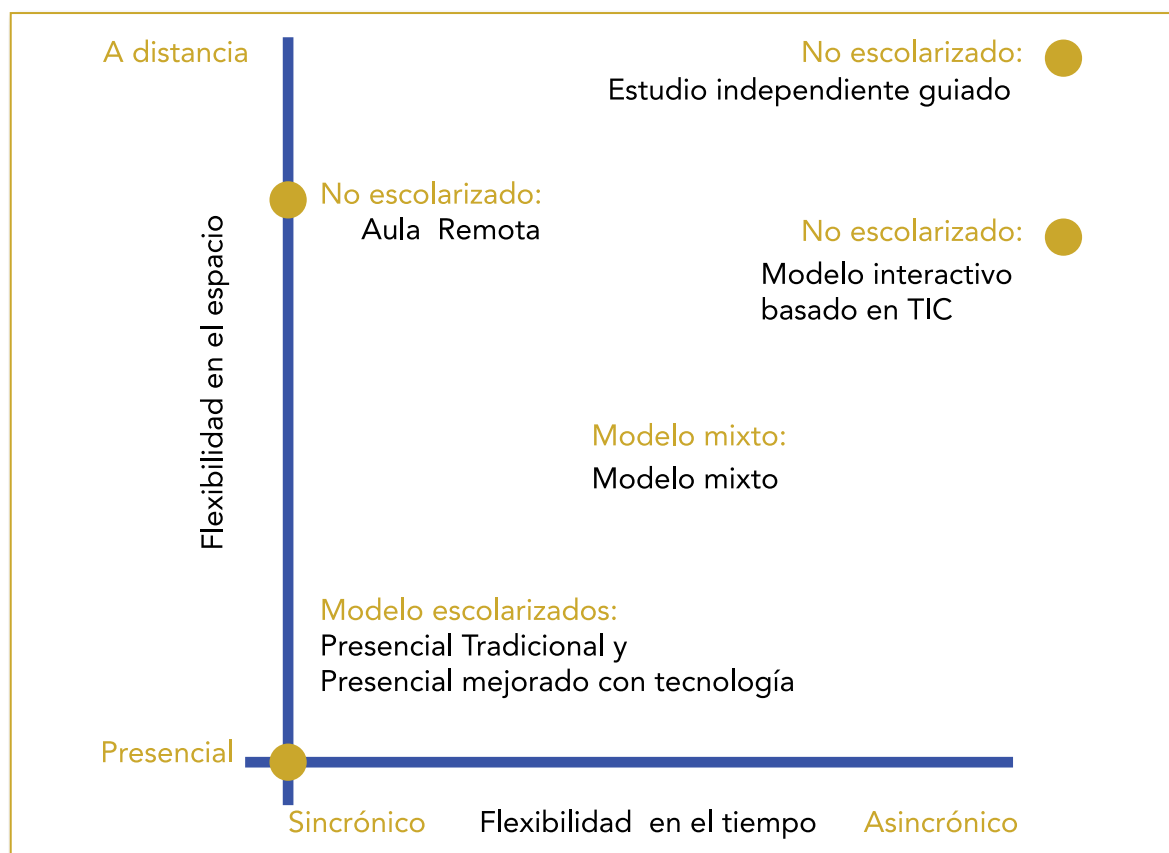 A distancia
No escolarizado:
Estudio independiente guiado
No escolarizado:
Aula Remota
No escolarizado:
Modelo interactivo
basado en TIC
Flexibilidad en el espacio
Modelo mixto:
Modelo mixto
Modelo escolarizados:
Presencial Tradicional y
Presencial mejorado con tecnología
Presencial
Sincrónico
Flexibilidad en el tiempo
Asincrónico